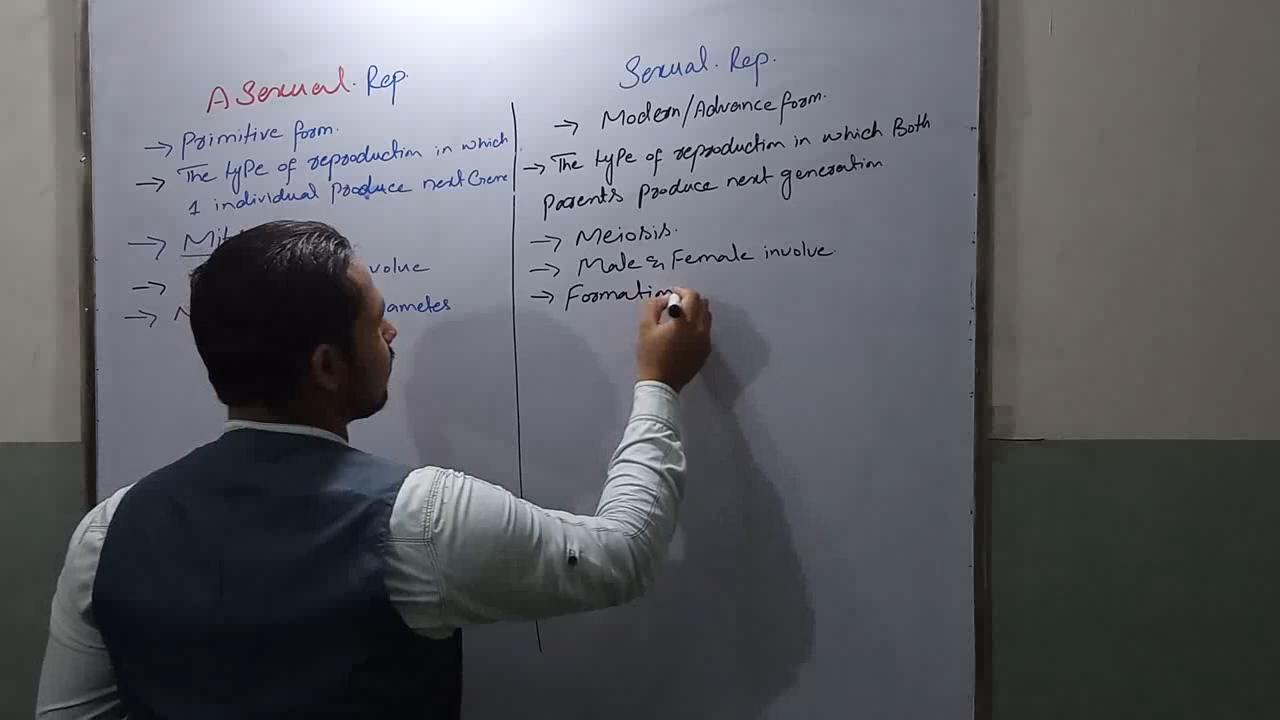 A Sexual. Rep.
→ Primitive form.
→ The type of reproduction in which
1 individual produce next Gene
→
→ volve
→ ametes
Sexual. Rep.
→ Modern/Advance form.
→ The type of reproduction in which Both
Parents produce next generation
→ Meiosis.
→ Male & Female involve
→ Formation